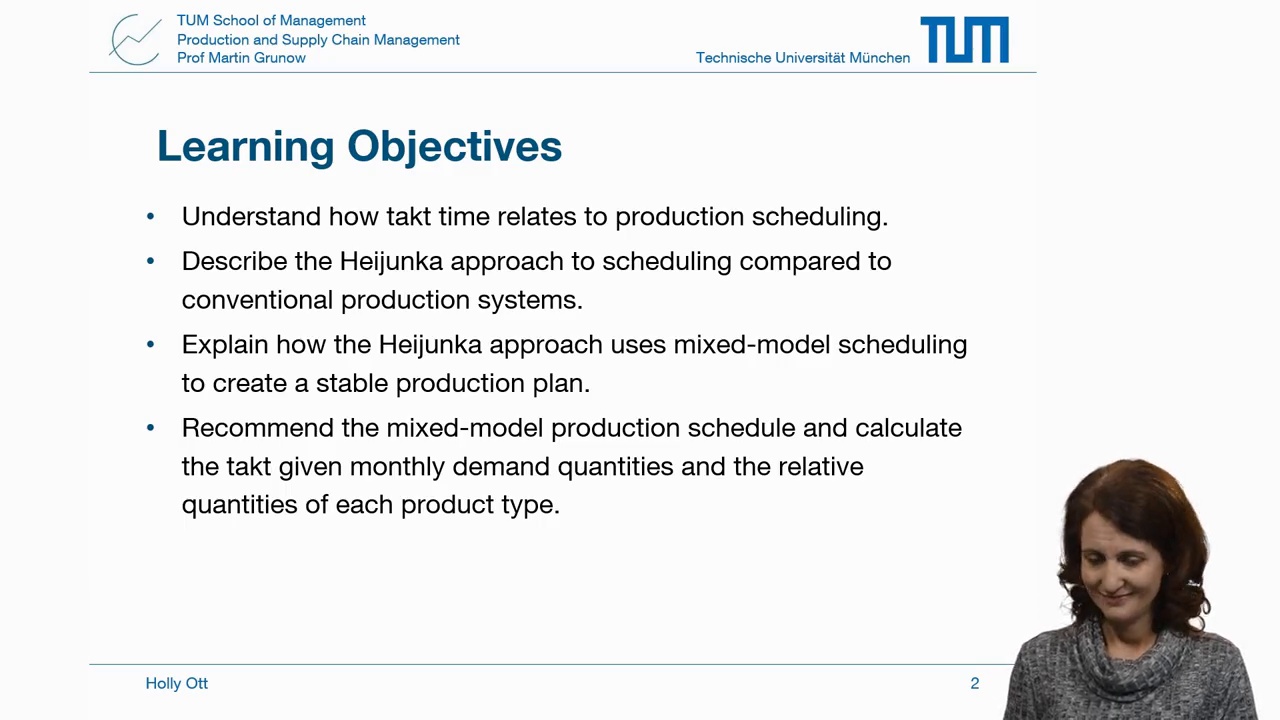 TUM School of Management
Production and Supply Chain Management
Prof Martin Grunow
Technische Universität München
TUM
Learning Objectives
• Understand how takt time relates to production scheduling.
• Describe the Heijunka approach to scheduling compared to
conventional production systems.
• Explain how the Heijunka approach uses mixed-model scheduling
to create a stable production plan.
• Recommend the mixed-model production schedule and calculate
the takt given monthly demand quantities and the relative
quantities of each product type.
Holly Ott
2